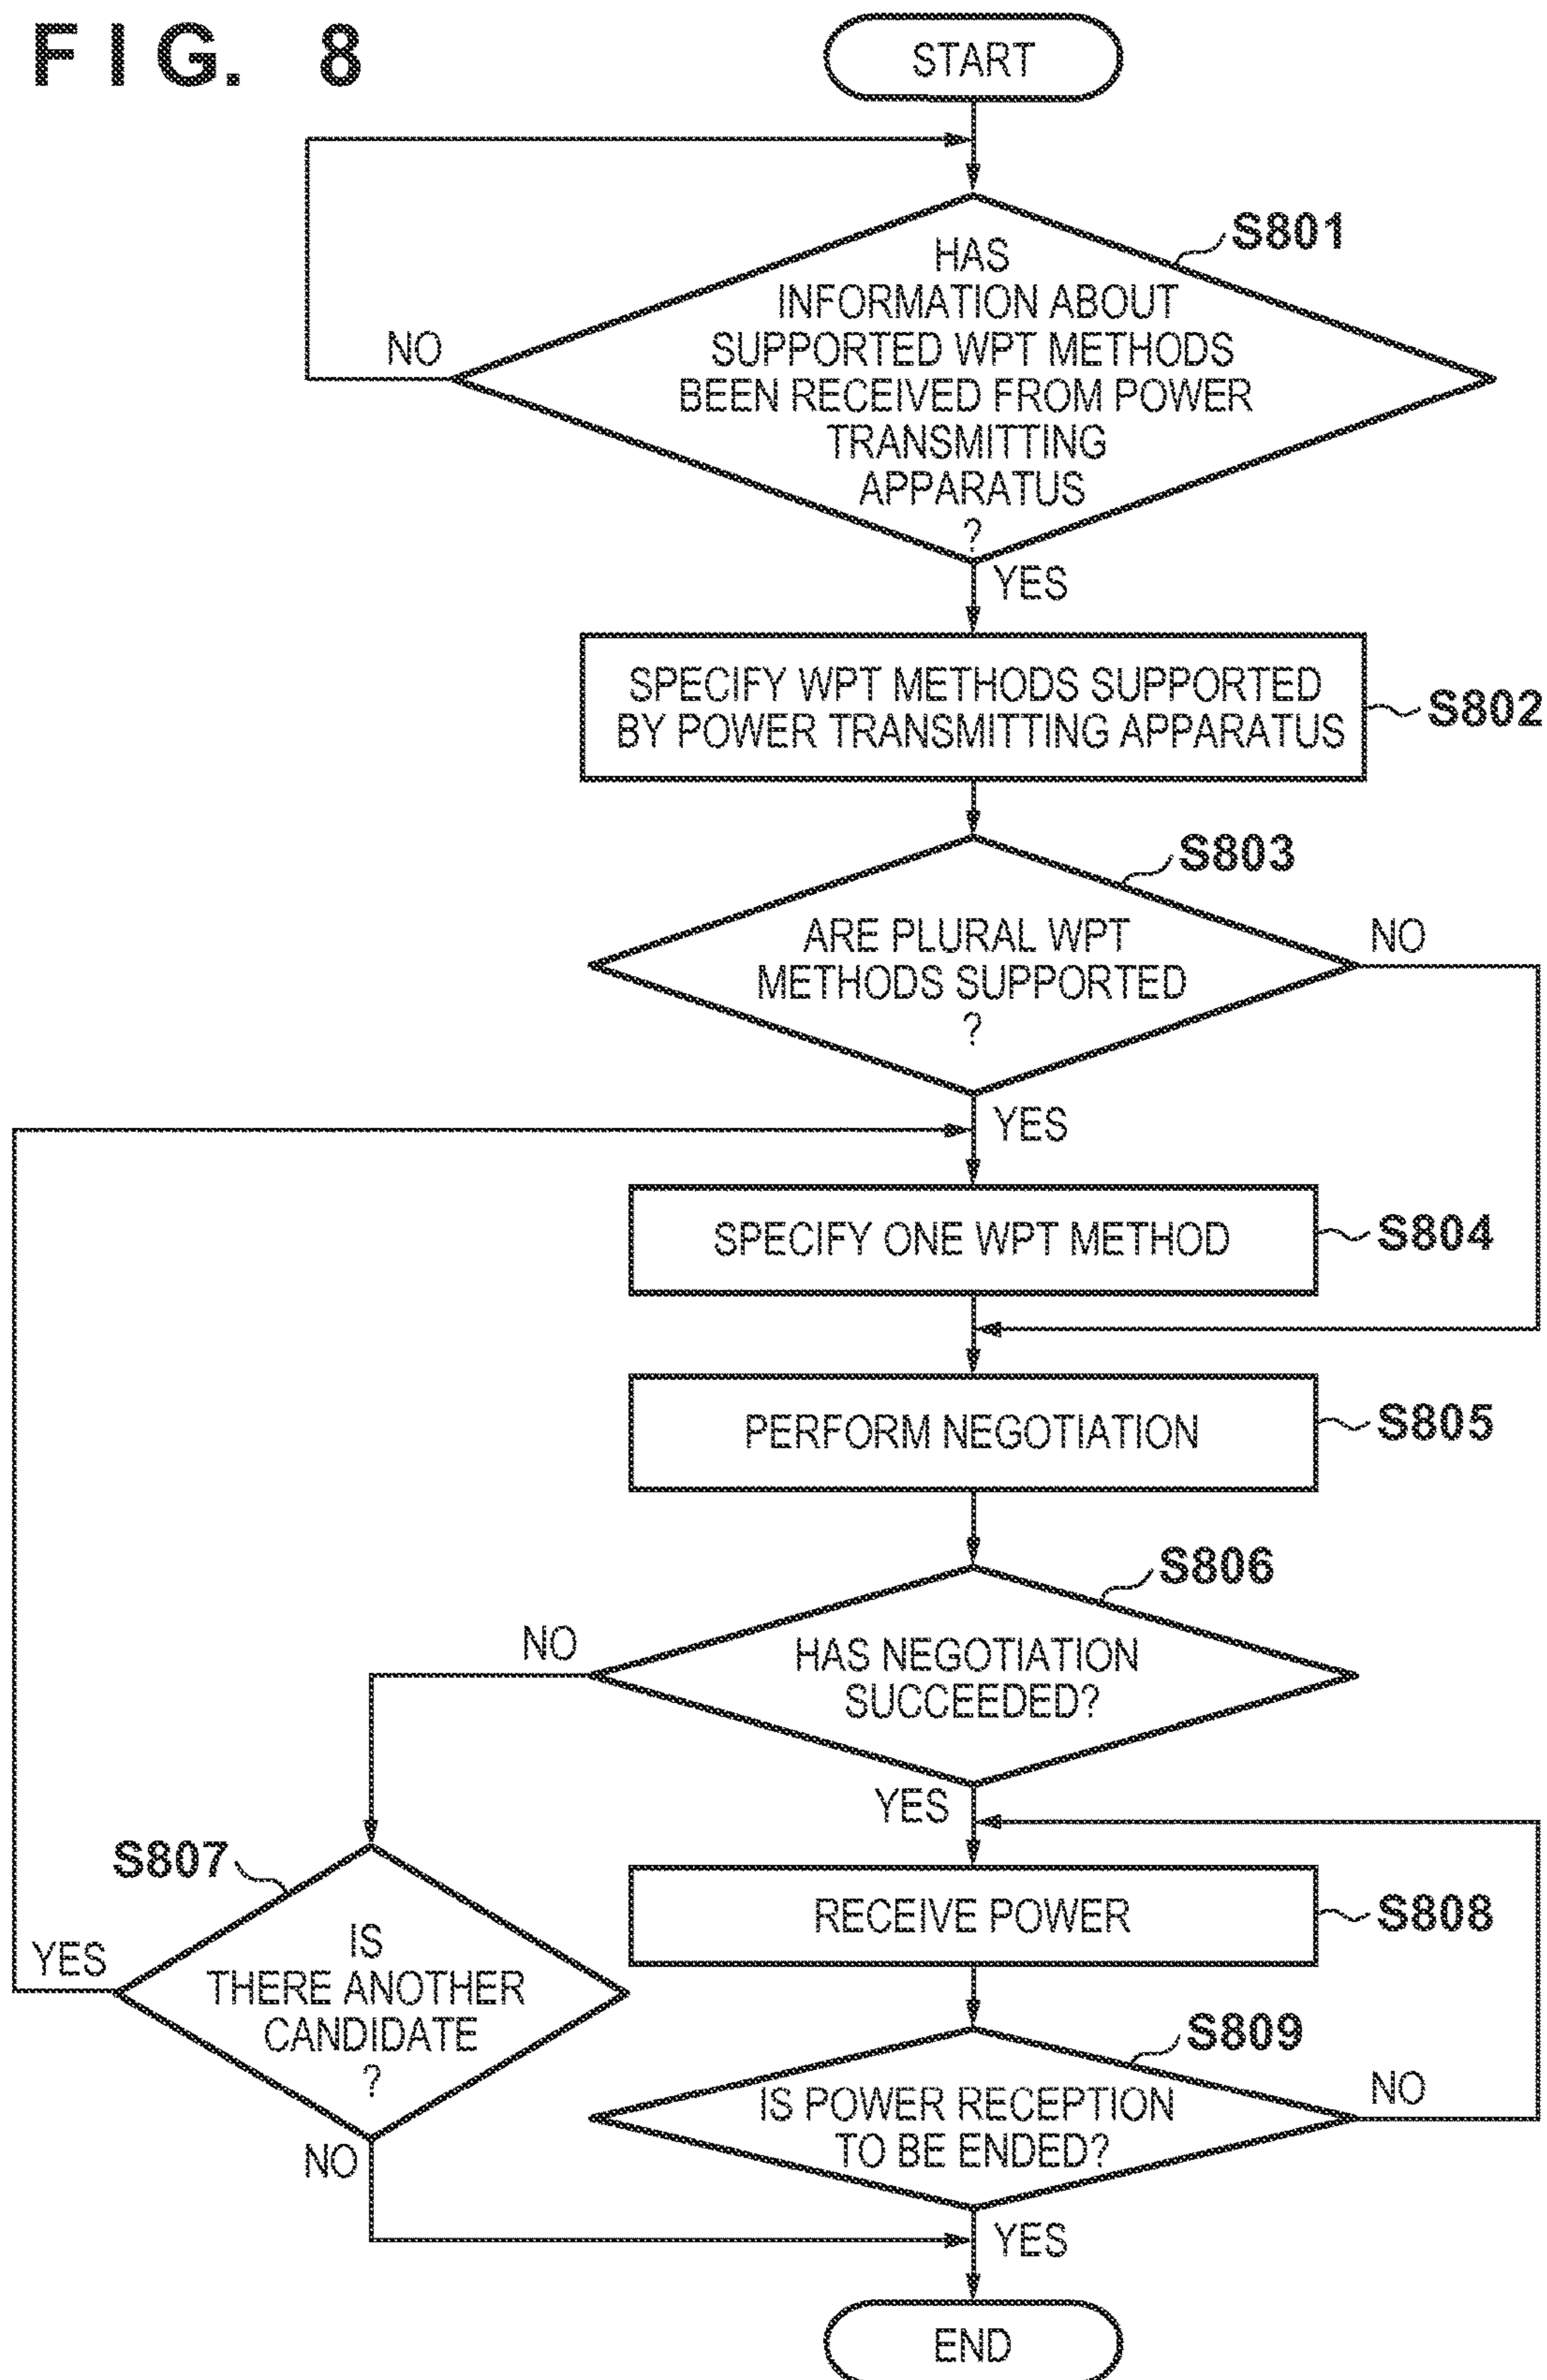 FIG. 8
START
S801
HAS
INFORMATION ABOUT
SUPPORTED WPT METHODS
BEEN RECEIVED FROM POWER
TRANSMITTING
APPARATUS
?
NO
YES
SPECIFY WPT METHODS SUPPORTED
BY POWER TRANSMITTING APPARATUS
S802
S803
ARE PLURAL WPT
METHODS SUPPORTED
?
NO
YES
SPECIFY ONE WPT METHOD
S804
PERFORM NEGOTIATION
S805
S806
HAS NEGOTIATION
SUCCEEDED?
NO
YES
S807
IS
THERE ANOTHER
CANDIDATE
?
YES
NO
RECEIVE POWER
S808
S809
IS POWER RECEPTION
TO BE ENDED?
NO
YES
END